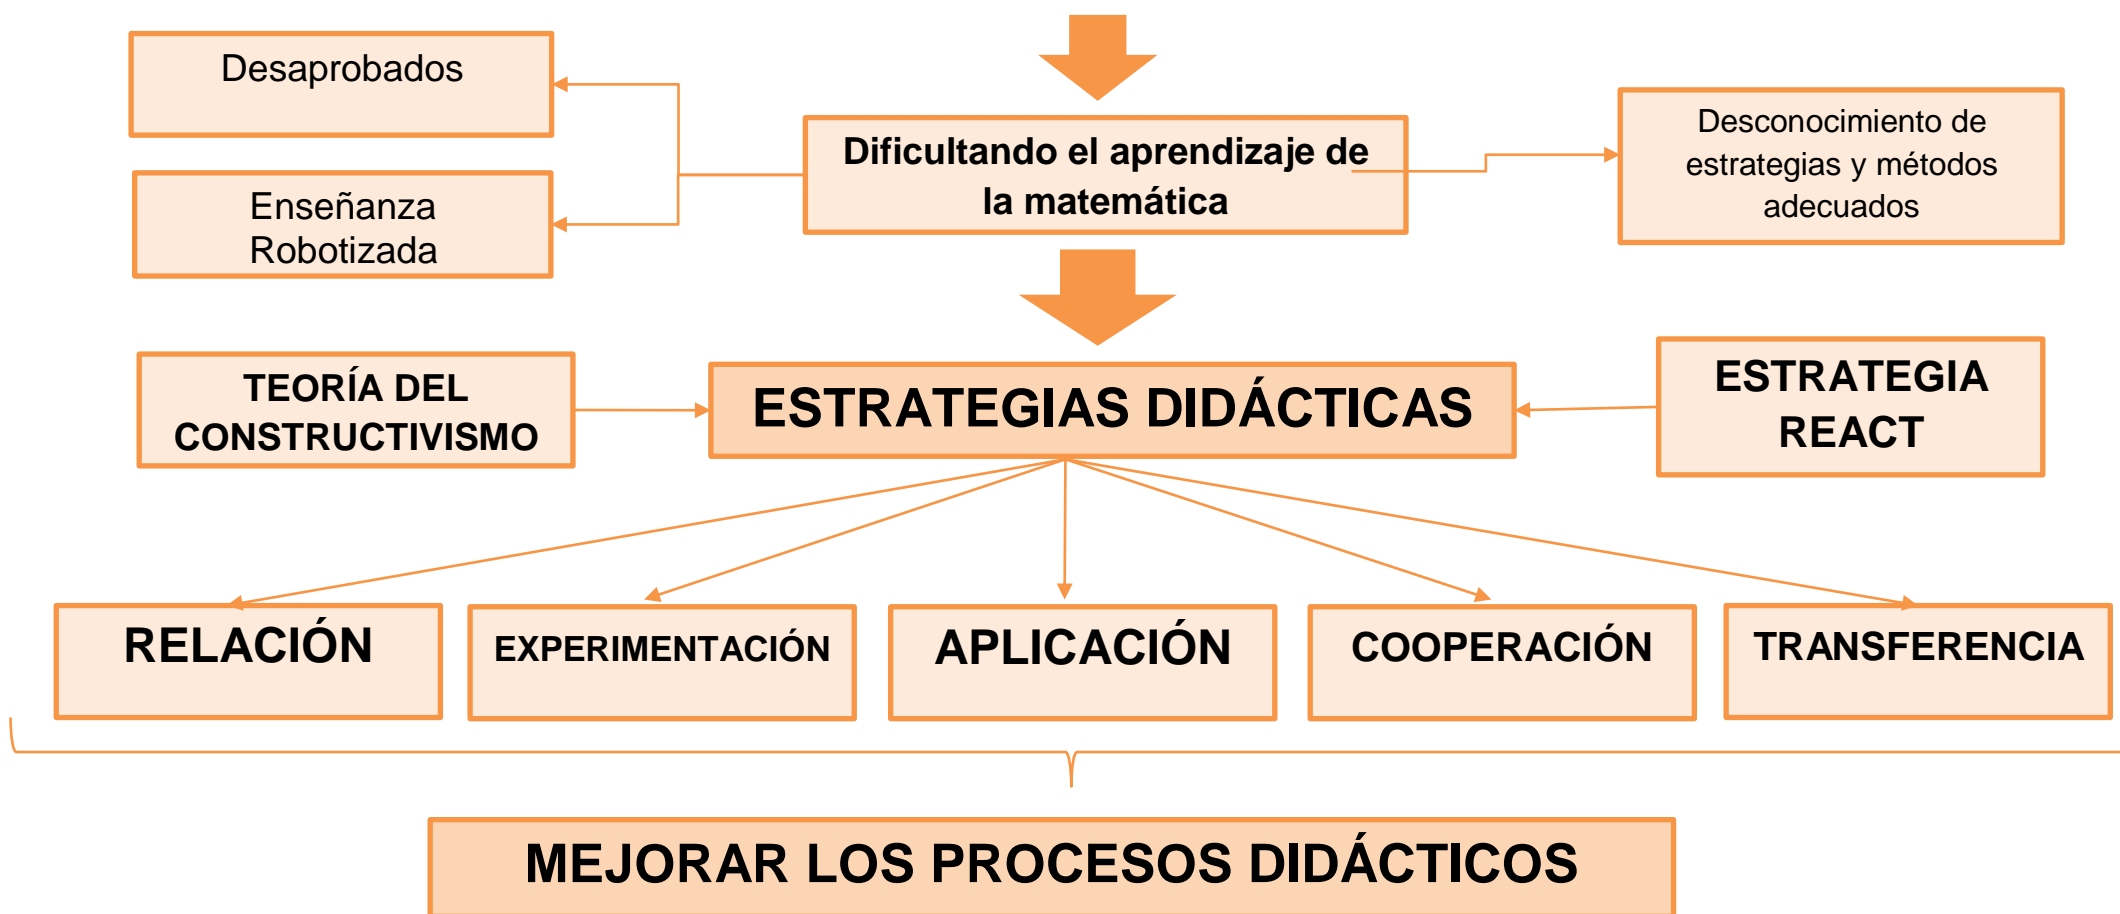 Desaprobados
Dificultando el aprendizaje de
la matemática
Desconocimiento de
estrategias y métodos
adecuados
Enseñanza
Robotizada
TEORÍA DEL
CONSTRUCTIVISMO
ESTRATEGIAS DIDÁCTICAS
ESTRATEGIA
REACT
RELACIÓN
EXPERIMENTACIÓN
APLICACIÓN
COOPERACIÓN
TRANSFERENCIA
MEJORAR LOS PROCESOS DIDÁCTICOS